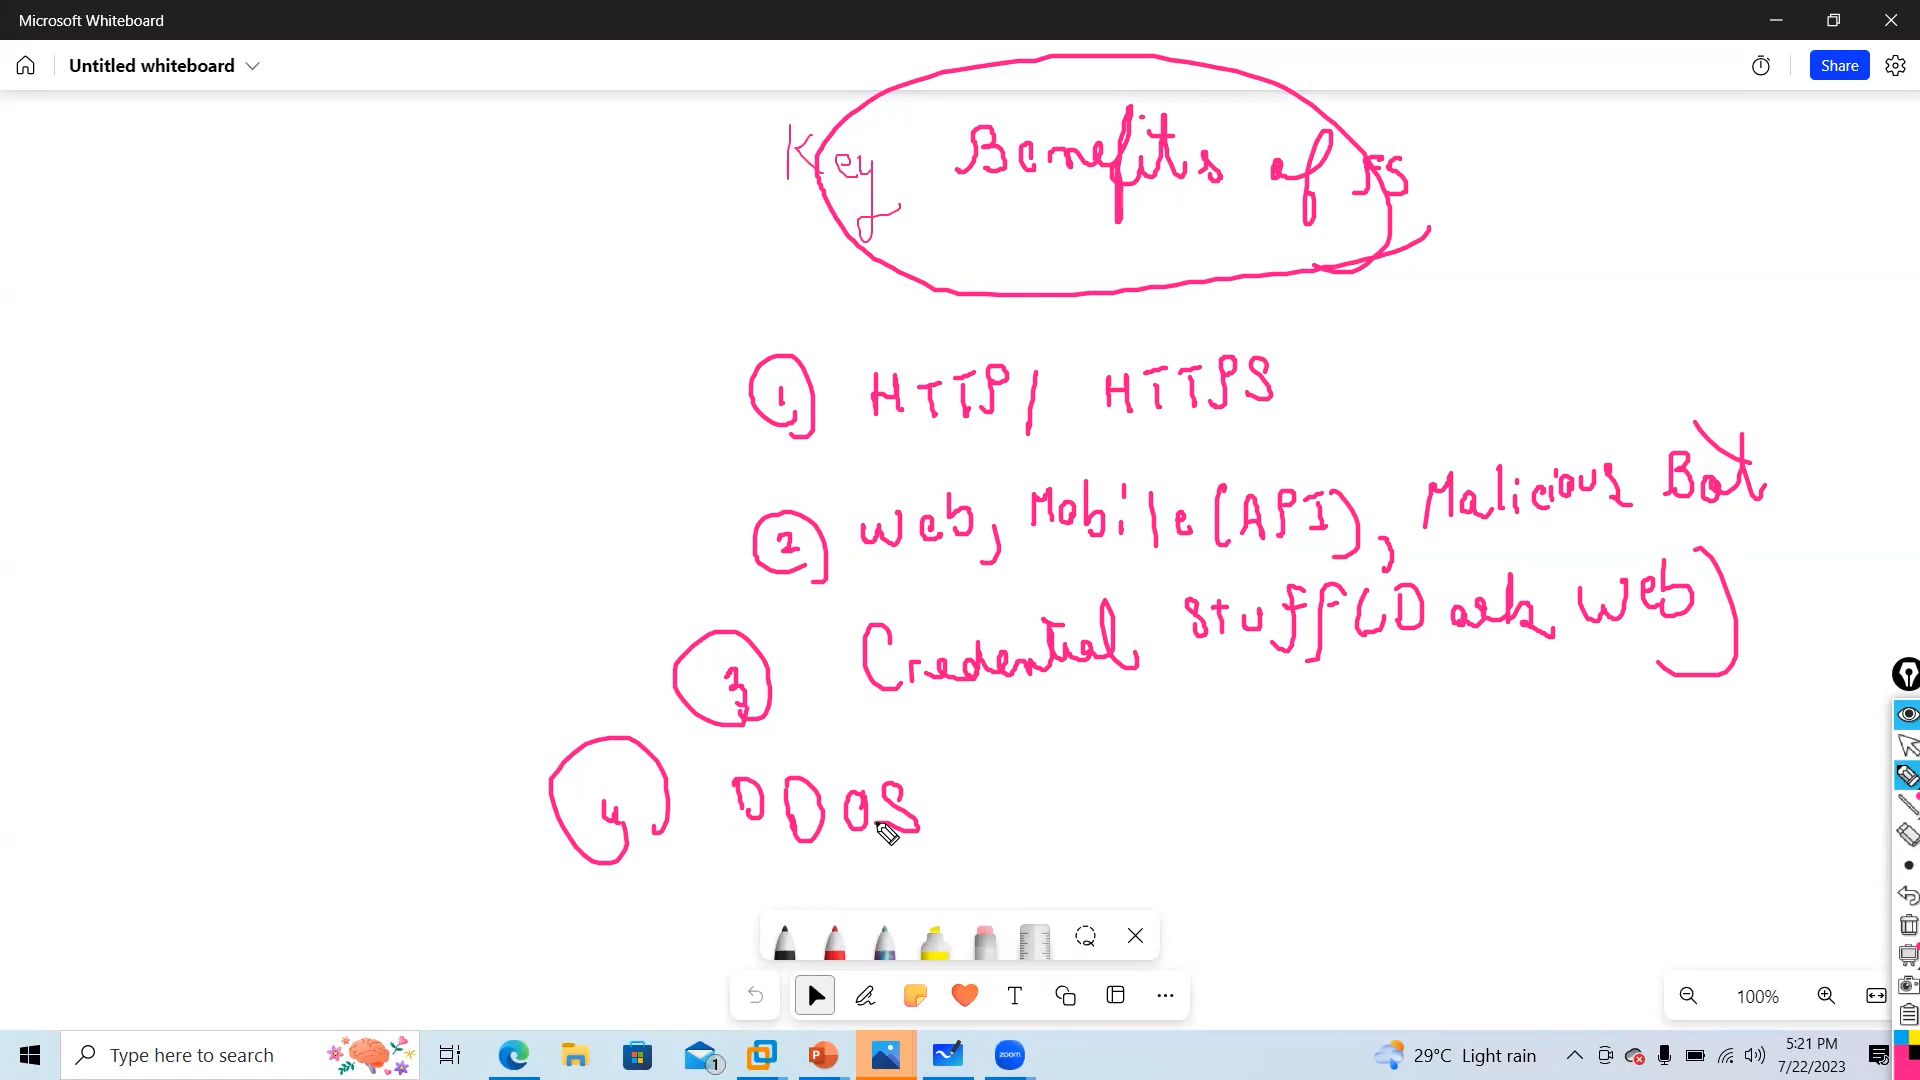 Microsoft Whiteboard
Untitled whiteboard
Share
Key Benefits of FS
1 HTTP/ HTTPS
2 Web, Mobile (API), Malicious Bot
3 Credential Stuff (Dark Web)
4 DDOS
100%
Type here to search
1
zoom
29°C Light rain
5:21 PM
7/22/2023